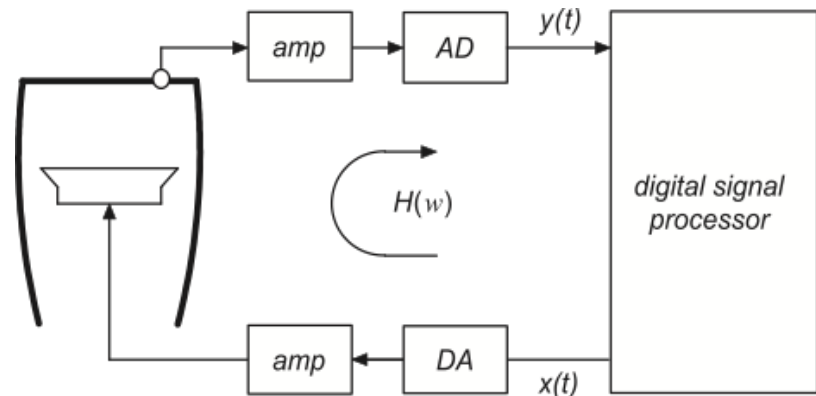 amp
AD
y(t)
digital signal
processor
H(w)
amp
DA
x(t)